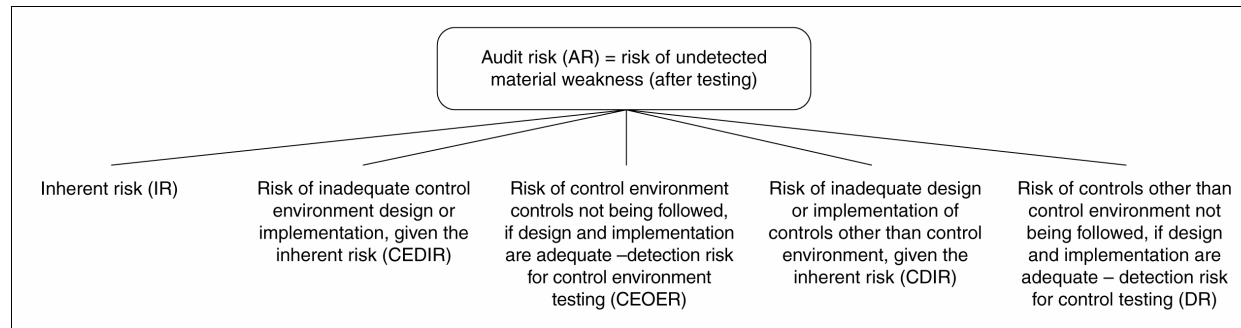 Audit risk (AR) = risk of undetected
material weakness (after testing)
Inherent risk (IR)
Risk of inadequate control
environment design or
implementation, given the
inherent risk (CEDIR)
Risk of control environment
controls not being followed,
if design and implementation
are adequate –detection risk
for control environment
testing (CEOER)
Risk of inadequate design
or implementation of
controls other than control
environment, given the
inherent risk (CDIR)
Risk of controls other than
control environment not
being followed, if design
and implementation are
adequate – detection risk
for control testing (DR)